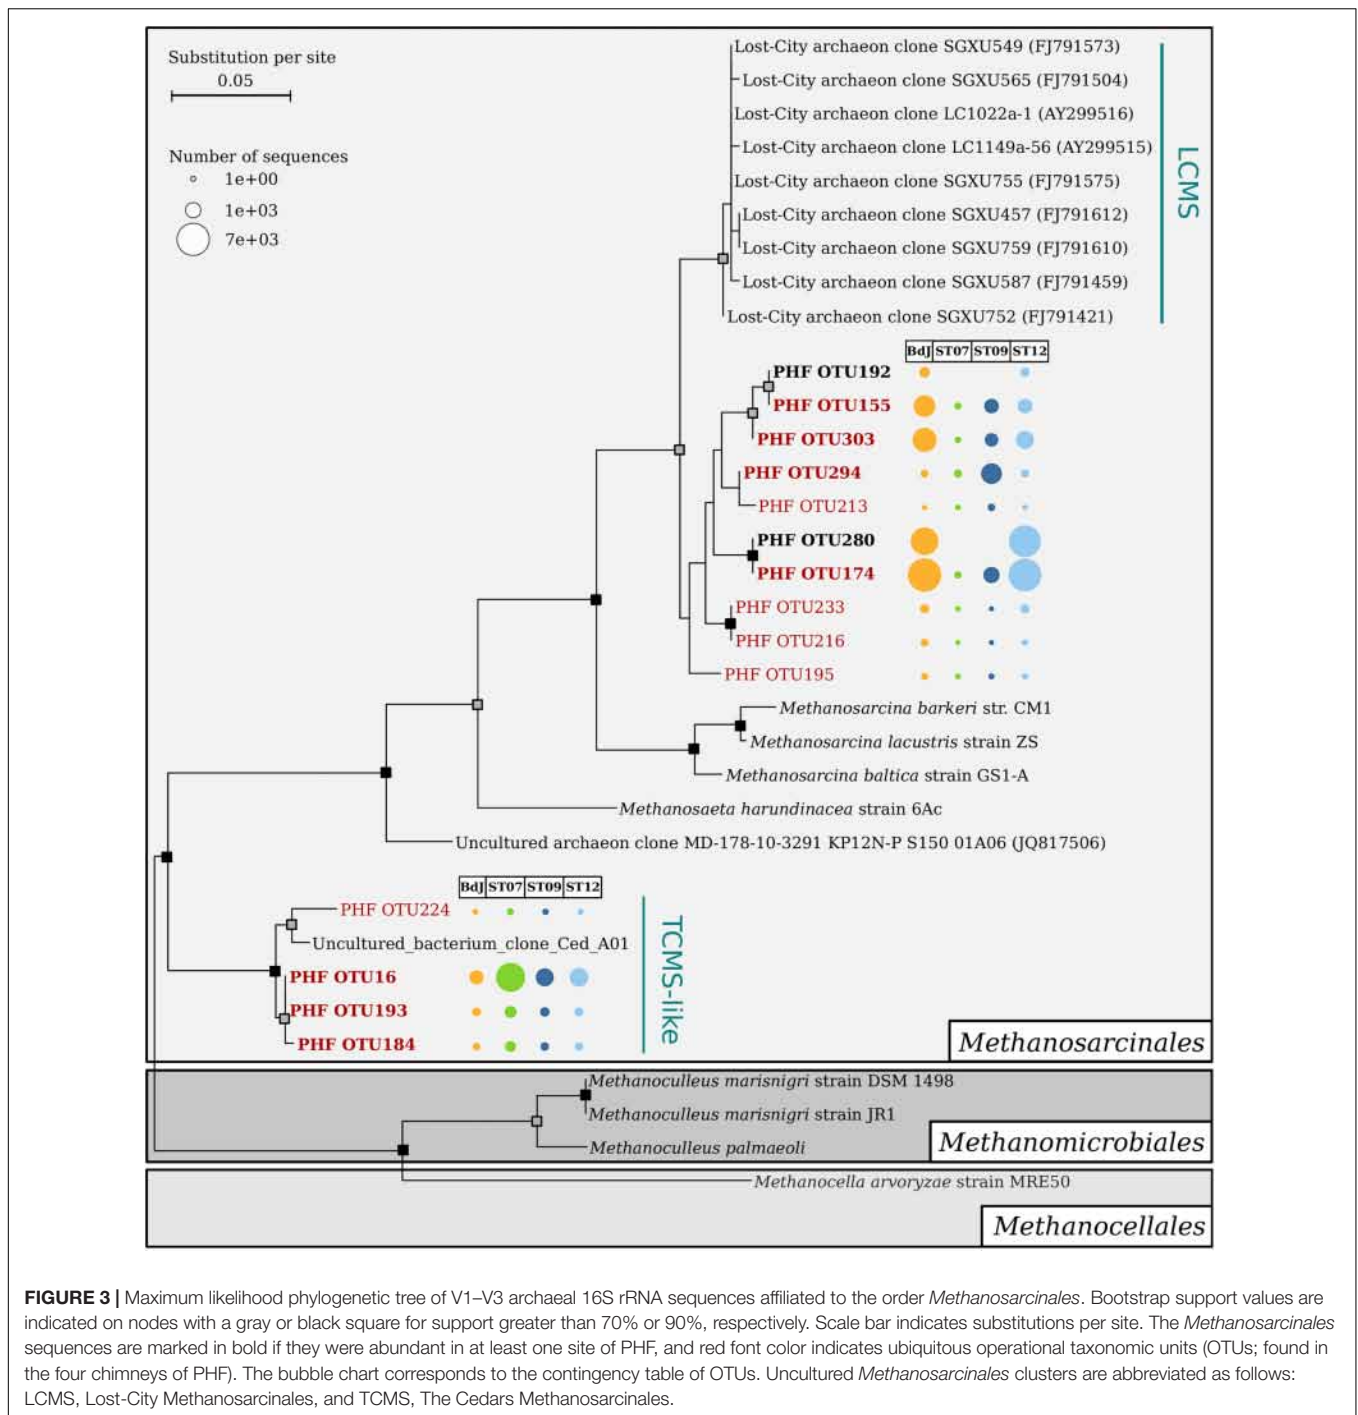 Substitution per site
0.05
Number of sequences
1e+00
1e+03
7e+03
Lost-City archaeon clone SGXU549 (FJ791573)
Lost-City archaeon clone SGXU565 (FJ791504)
Lost-City archaeon clone LC1022a-1 (AY299516)
Lost-City archaeon clone LC1149a-56 (AY299515)
Lost-City archaeon clone SGXU755 (FJ791575)
Lost-City archaeon clone SGXU457 (FJ791612)
Lost-City archaeon clone SGXU759 (FJ791610)
Lost-City archaeon clone SGXU587 (FJ791459)
Lost-City archaeon clone SGXU752 (FJ791421)
LCMS
BdJ ST07 ST09 ST12
PHF OTU192
PHF OTU155
PHF OTU303
PHF OTU294
PHF OTU213
PHF OTU280
PHF OTU174
PHF OTU233
PHF OTU216
PHF OTU195
Methanosarcina barkeri str. CM1
Methanosarcina lacustris strain ZS
Methanosarcina baltica strain GS1-A
Methanosaeta harundinacea strain 6Ac
Uncultured archaeon clone MD-178-10-3291 KP12N-P S150 01A06 (JQ817506)
BdJ ST07 ST09 ST12
PHF OTU224
Uncultured_bacterium_clone_Ced_A01
PHF OTU16
PHF OTU193
PHF OTU184
TCMS-like
Methanosarcinales
Methanoculleus marisnigri strain DSM 1498
Methanoculleus marisnigri strain JR1
Methanoculleus palmaeoli
Methanomicrobiales
Methanocella arvoryzae strain MRE50
Methanocellales
FIGURE 3 | Maximum likelihood phylogenetic tree of V1–V3 archaeal 16S rRNA sequences affiliated to the order Methanosarcinales. Bootstrap support values are
indicated on nodes with a gray or black square for support greater than 70% or 90%, respectively. Scale bar indicates substitutions per site. The Methanosarcinales
sequences are marked in bold if they were abundant in at least one site of PHF, and red font color indicates ubiquitous operational taxonomic units (OTUs; found in
the four chimneys of PHF). The bubble chart corresponds to the contingency table of OTUs. Uncultured Methanosarcinales clusters are abbreviated as follows:
LCMS, Lost-City Methanosarcinales, and TCMS, The Cedars Methanosarcinales.